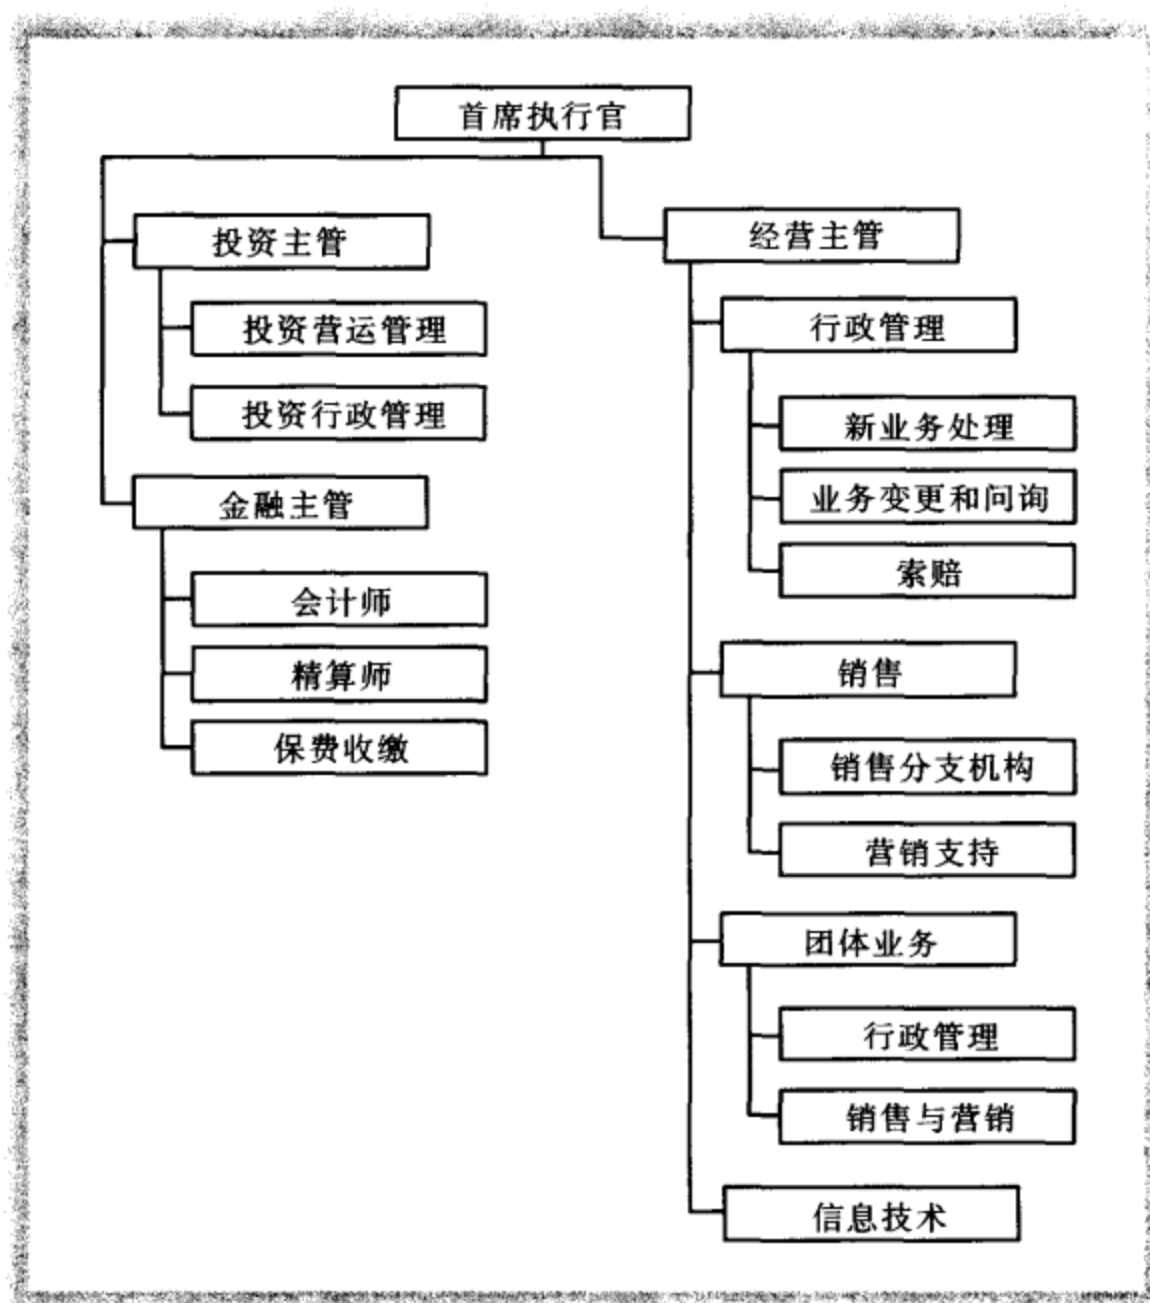 首席执行官
投资主管
投资营运管理
投资行政管理
金融主管
会计师
精算师
保费收缴
经营主管
行政管理
新业务处理
业务变更和问询
索赔
销售
销售分支机构
营销支持
团体业务
行政管理
销售与营销
信息技术